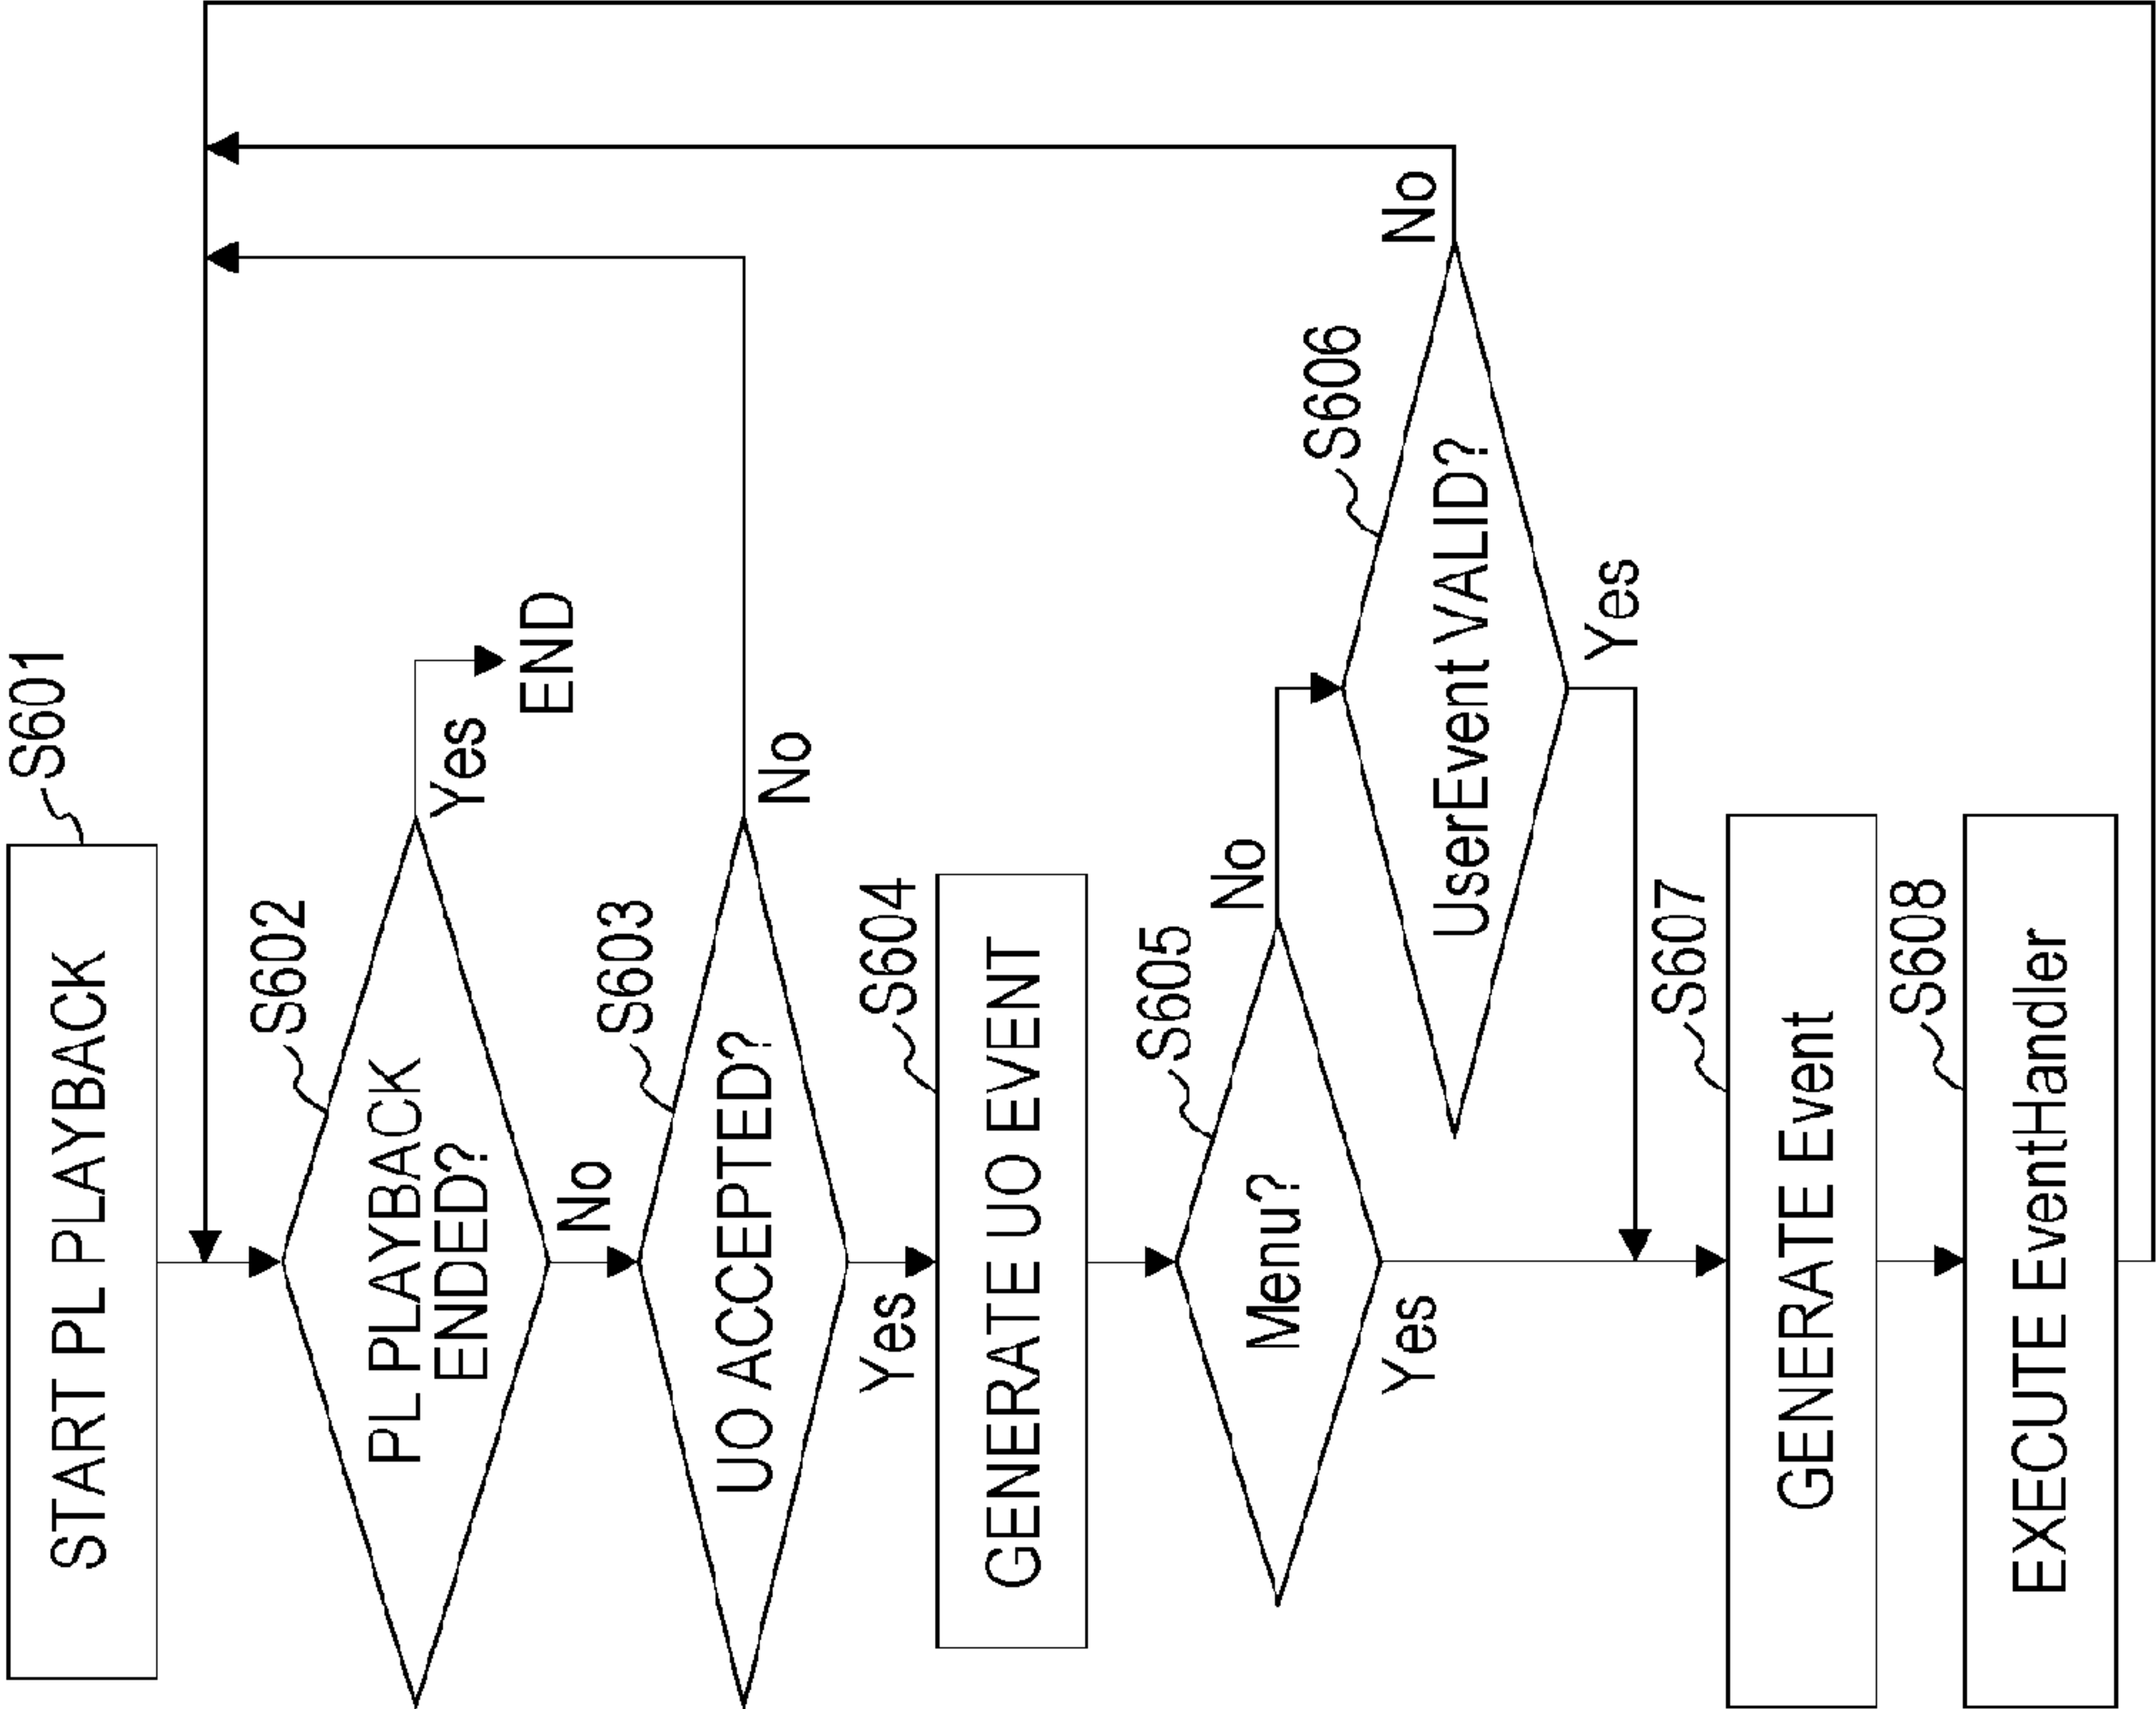 START PL PLAYBACK
S601
S602
PL PLAYBACK
ENDED?
Yes
END
No
S603
UO ACCEPTED?
No
Yes
S604
GENERATE UO EVENT
S605
Menu?
No
Yes
S606
UserEvent VALID?
No
Yes
S607
GENERATE Event
S608
EXECUTE EventHandler